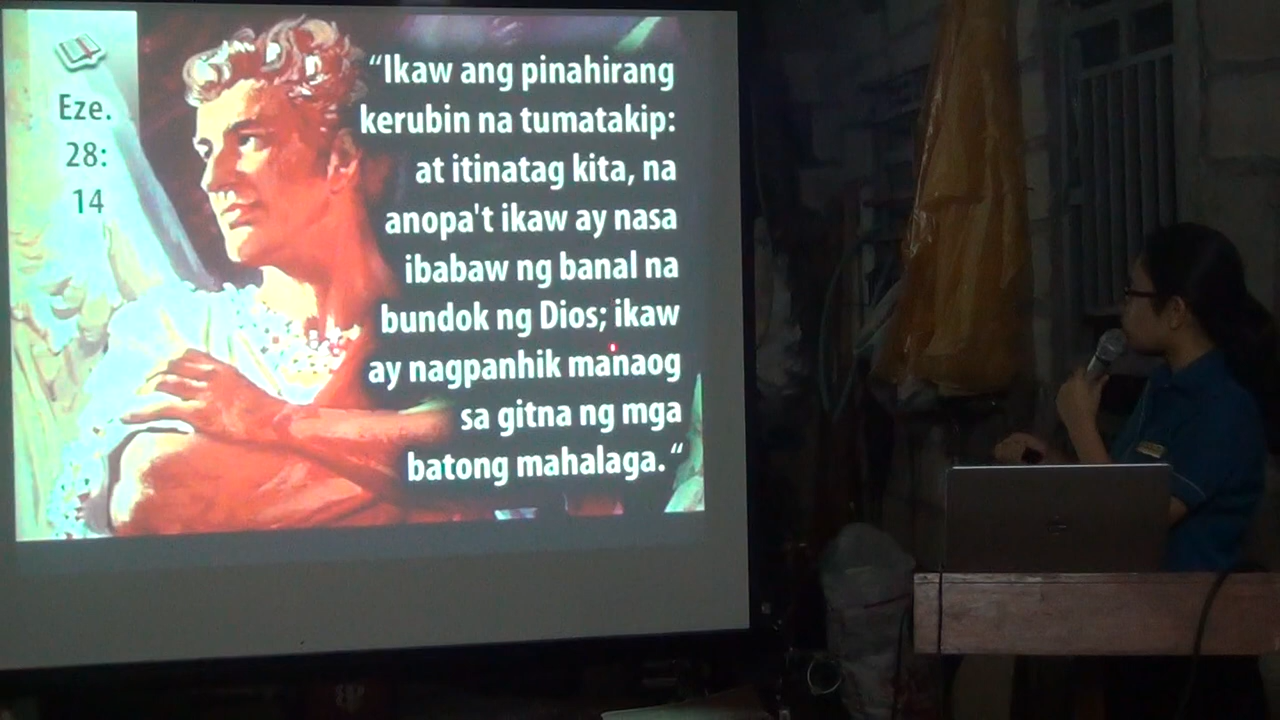 Eze.
28:
14
“Ikaw ang pinahirang
kerubin na tumatakip:
at itinatag kita, na
anopa't ikaw ay nasa
ibabaw ng banal na
bundok ng Dios; ikaw
ay nagpanhik manaog
sa gitna ng mga
batong mahalaga.“